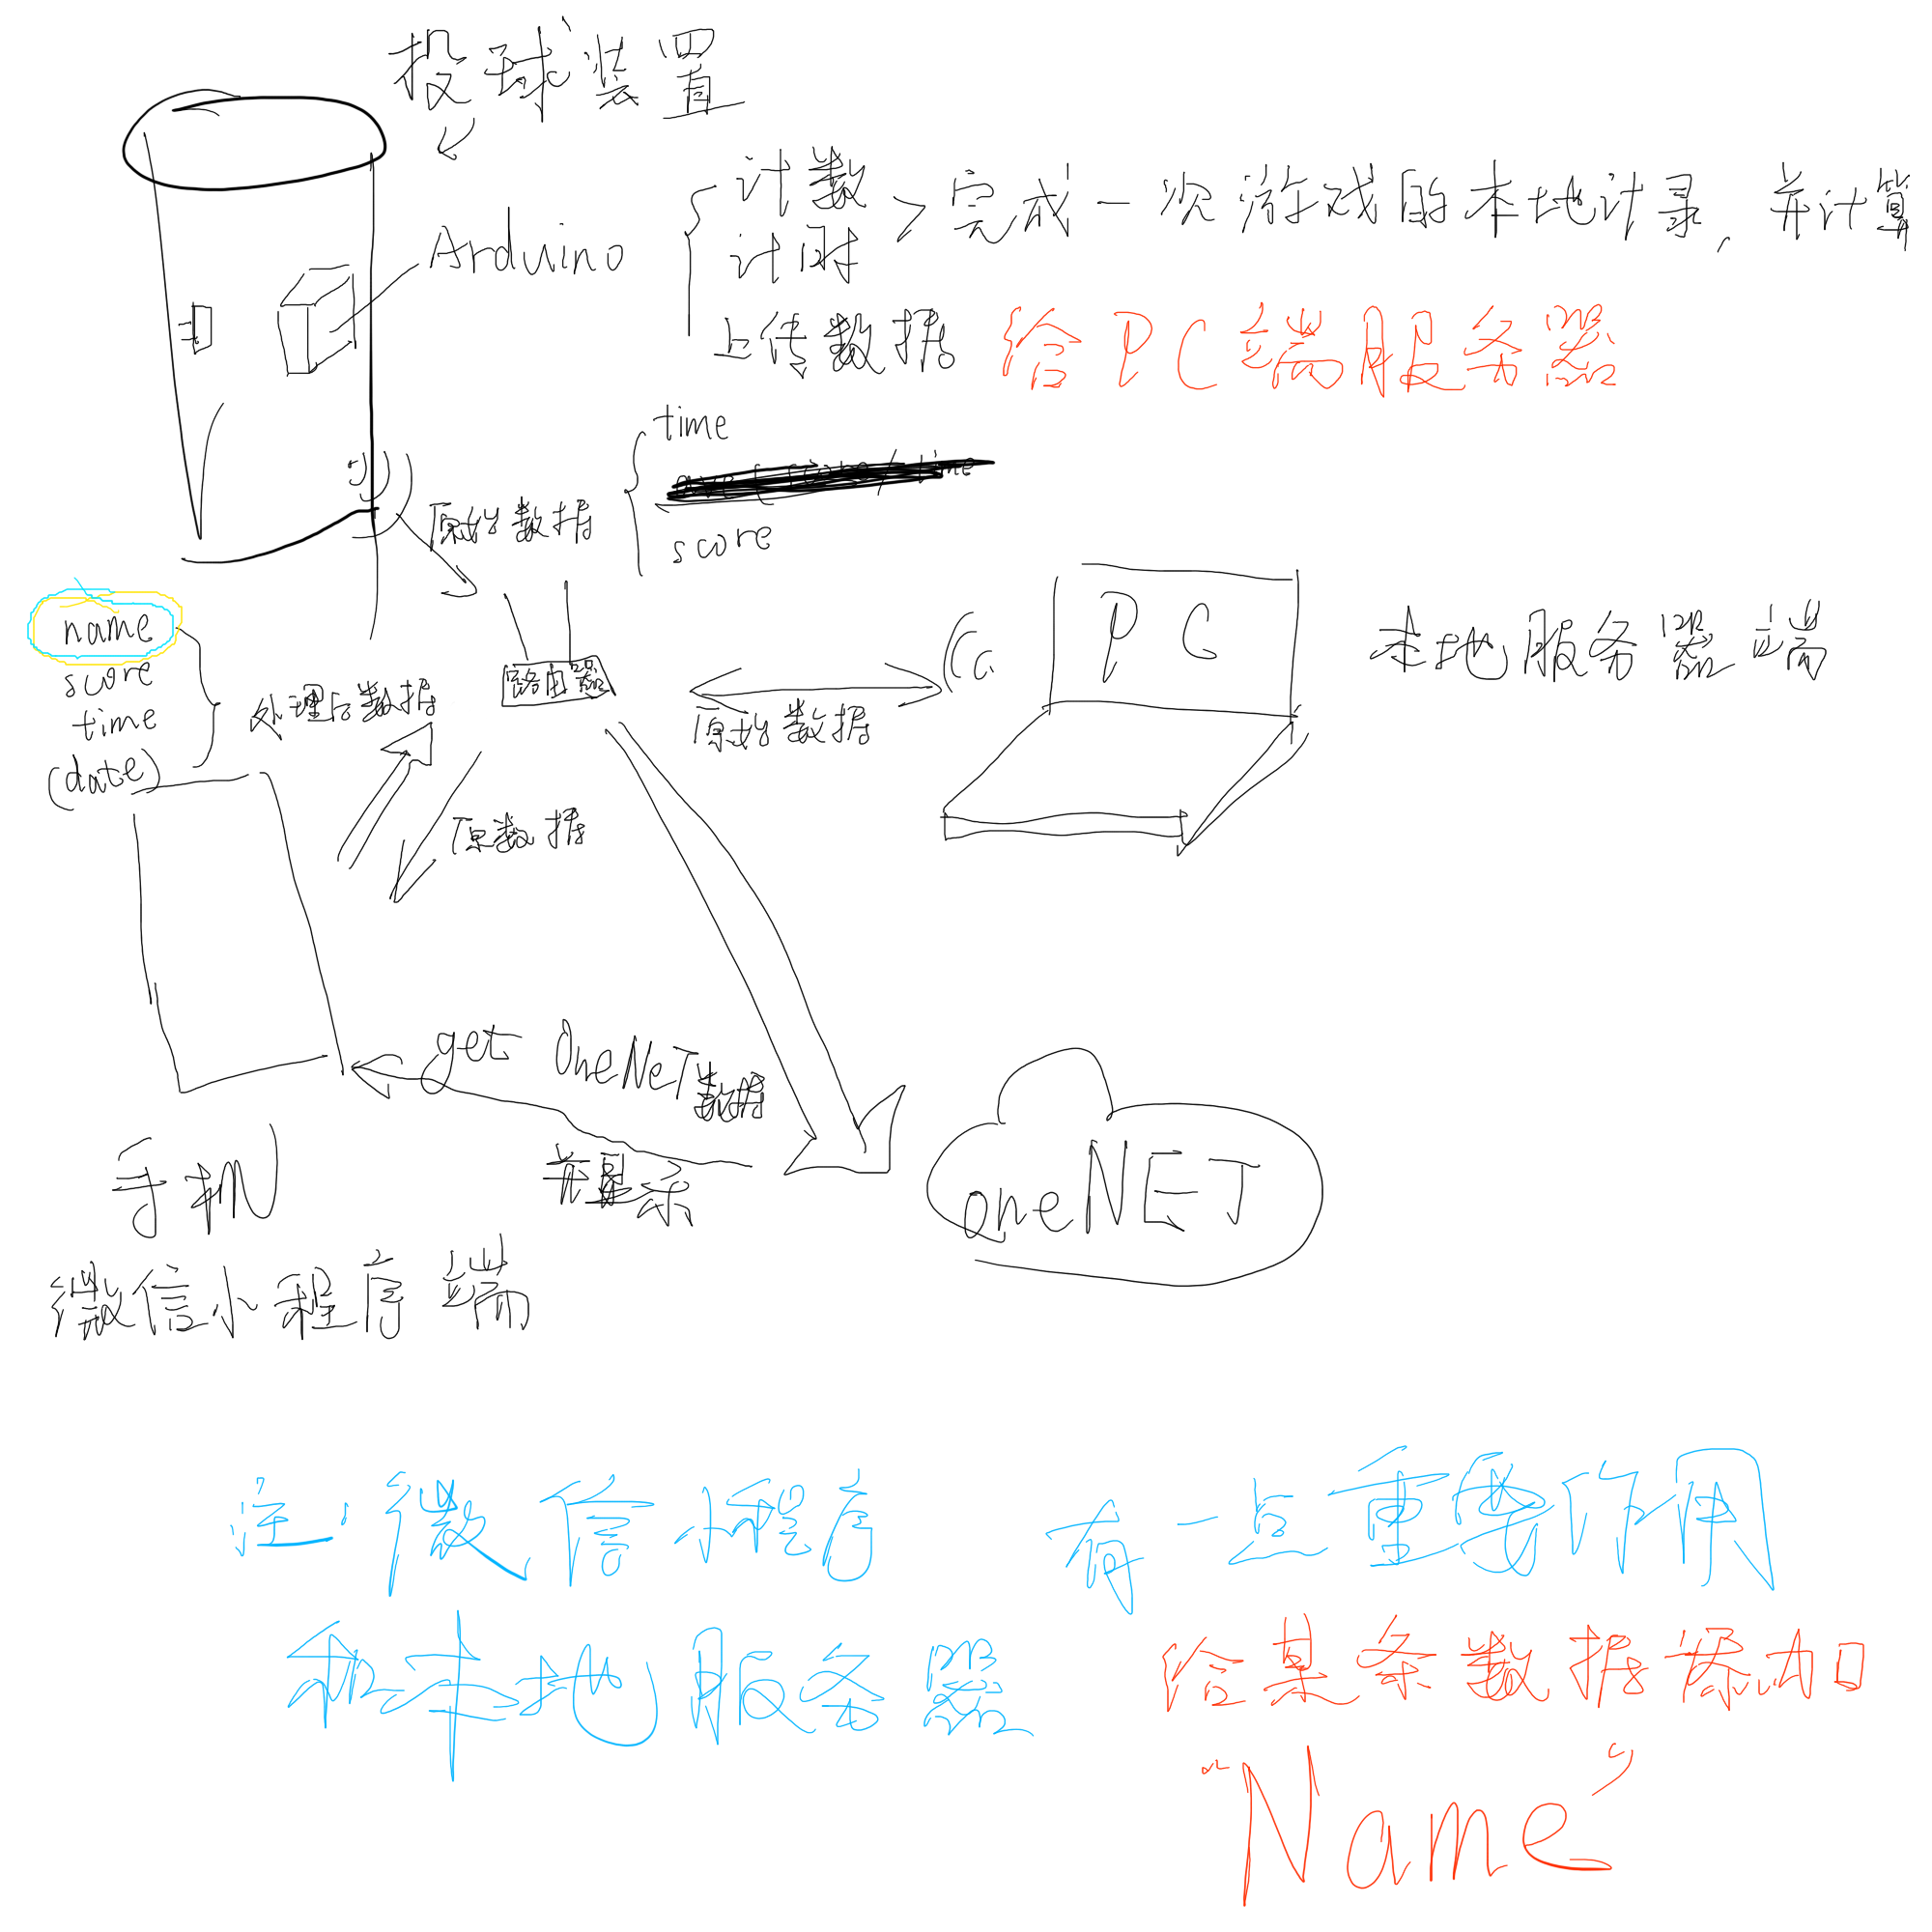 投球装置
Arduino
计数
计时
完成一次游戏的本地计录，并计算
上传数据 给PC端服务器
time
score
原始数据
name
score
time
(date)
处理后数据
路由器
原始数据
PC
本地服务器端
原数据
get OneNeT数据
并显示
oneNET
手机
微信小程序端
注：微信小程序 有一点重要作用
和本地服务器 给某条数据添加
“Name”